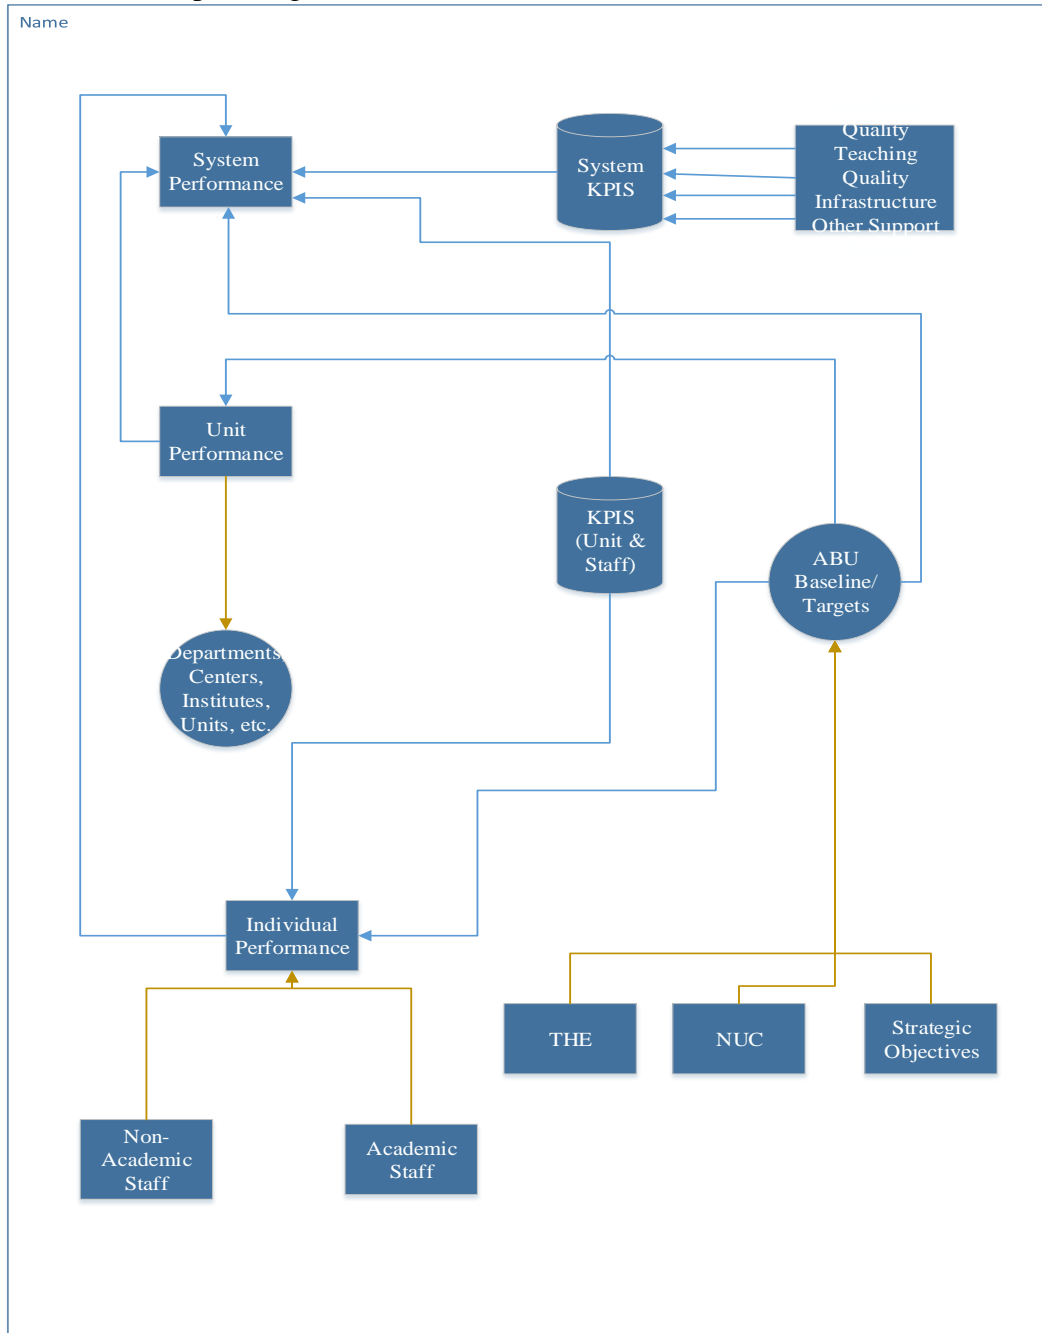 Name
System
Performance
System
KPIS
Quality
Teaching
Quality
Infrastructure
Other Support
Unit
Performance
KPIS
(Unit &
Staff)
ABU
Baseline/
Targets
Departments,
Centers,
Institutes,
Units, etc.
Individual
Performance
THE
NUC
Strategic
Objectives
Non-
Academic
Staff
Academic
Staff